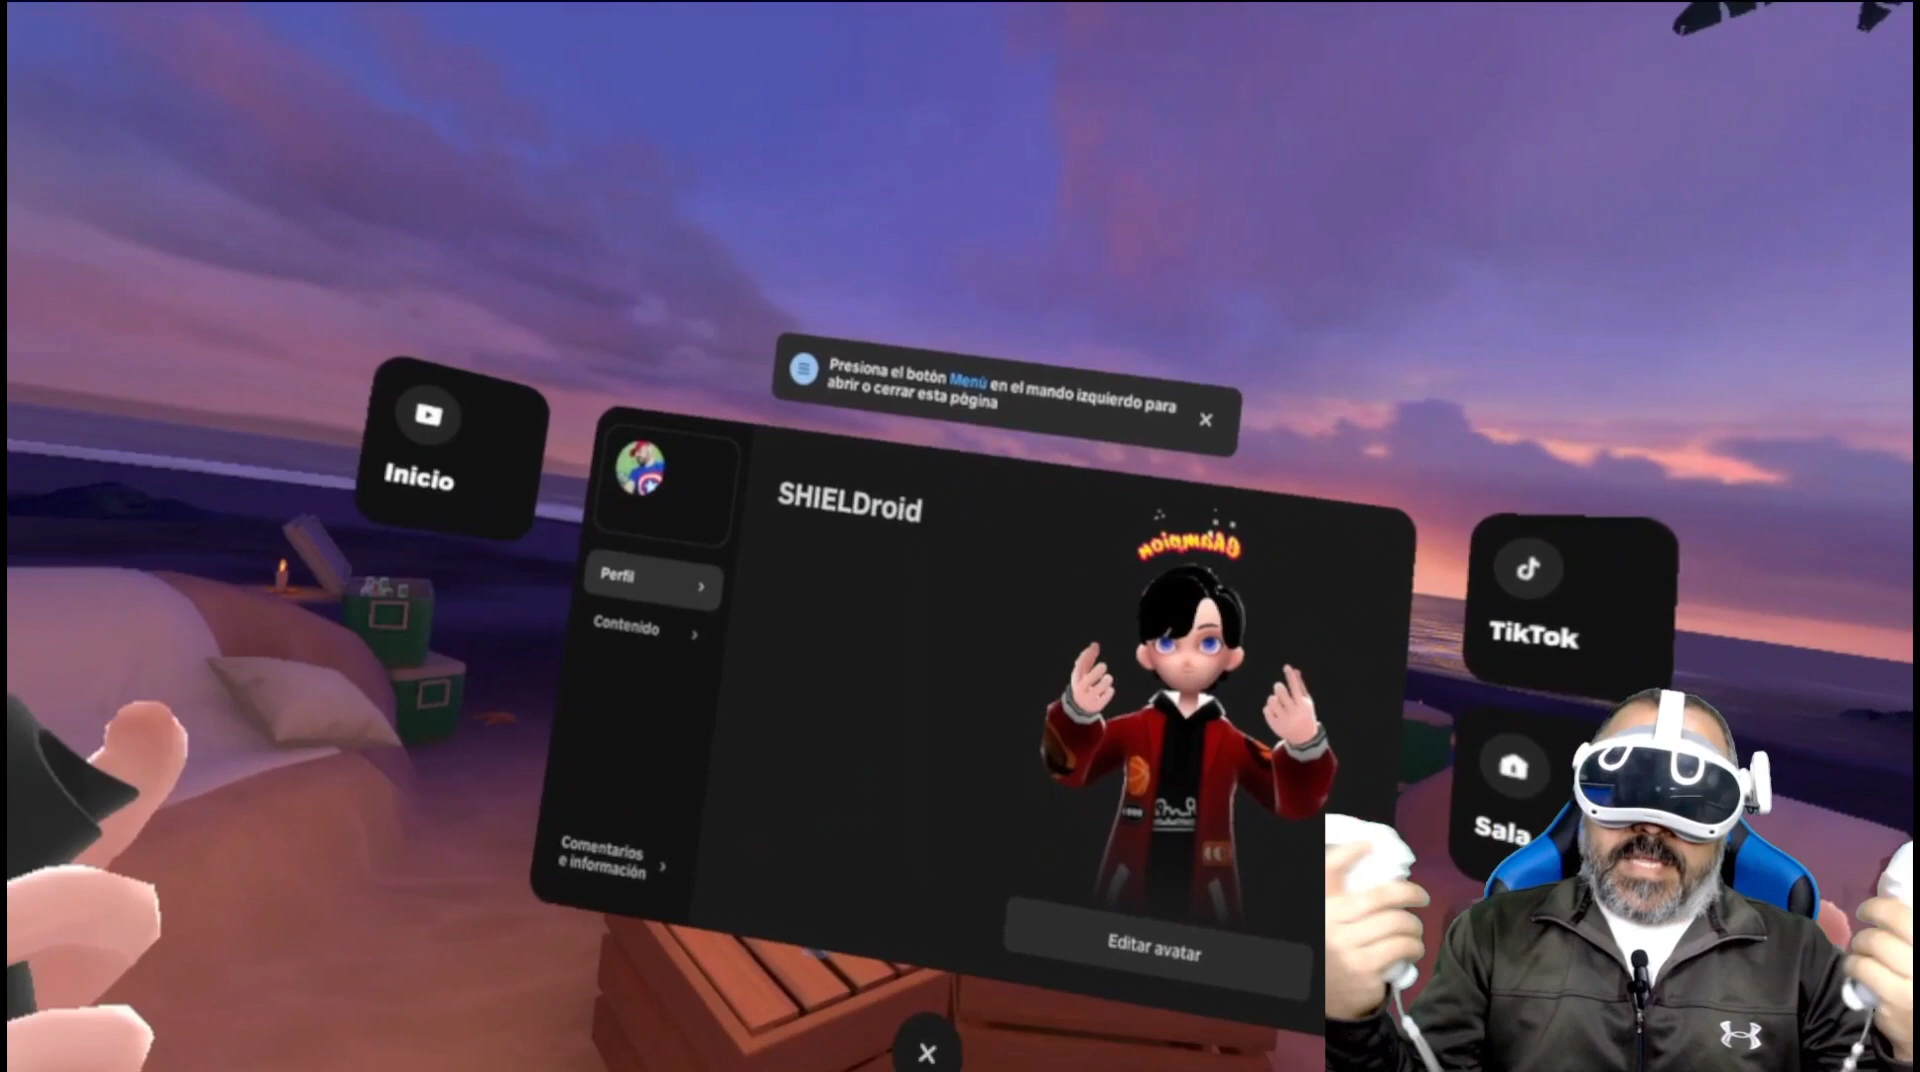 Presiona el botón Menú en el mando izquierdo para
abrir o cerrar esta página
Inicio
SHIELDroid
Champion
Perfil
Contenido
TikTok
Sala
Comentarios
e información
Editar avatar